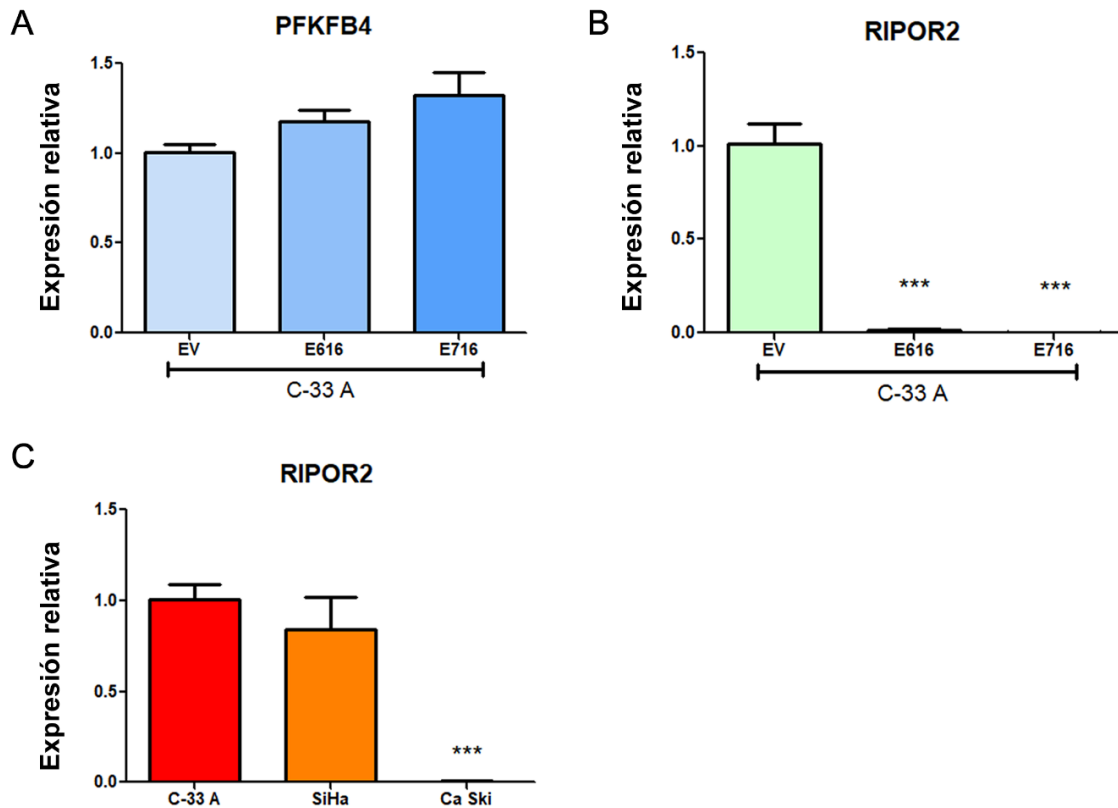 A
PFKFB4
Expresión relativa
1.5
1.0
0.5
0.0
EV E616 E716
C-33 A
B
RIPOR2
Expresión relativa
1.5
1.0
0.5
0.0
*** ***
EV E616 E716
C-33 A
C
RIPOR2
Expresión relativa
1.5
1.0
0.5
0.0
***
C-33 A SiHa Ca Ski